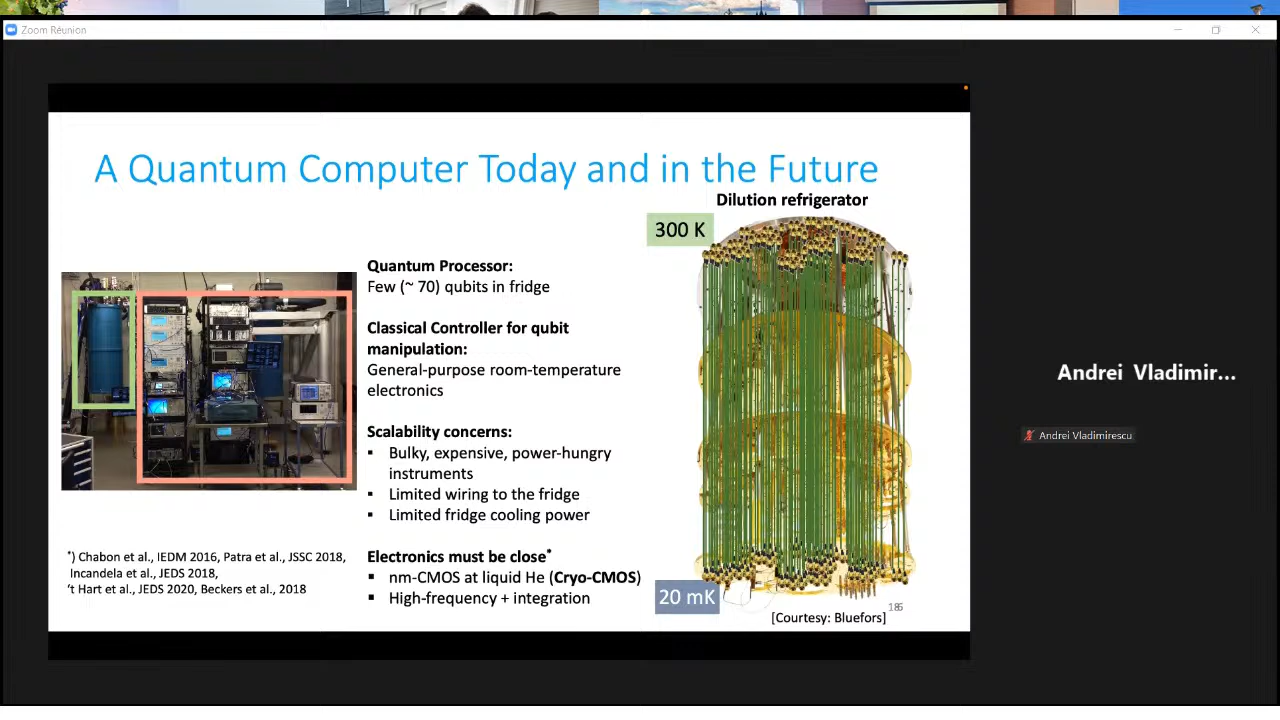 Zoom Réunion
A Quantum Computer Today and in the Future
Dilution refrigerator
300 K
Quantum Processor:
Few (~ 70) qubits in fridge
Classical Controller for qubit
manipulation:
General-purpose room-temperature
electronics
Scalability concerns:
▪ Bulky, expensive, power-hungry
instruments
▪ Limited wiring to the fridge
▪ Limited fridge cooling power
Electronics must be close*
▪ nm-CMOS at liquid He (Cryo-CMOS)
▪ High-frequency + integration
*) Chabon et al., IEDM 2016, Patra et al., JSSC 2018,
Incandela et al., JEDS 2018,
‘t Hart et al., JEDS 2020, Beckers et al., 2018
20 mK
[Courtesy: Bluefors]
Andrei Vladimir...
Andrei Vladimirescu